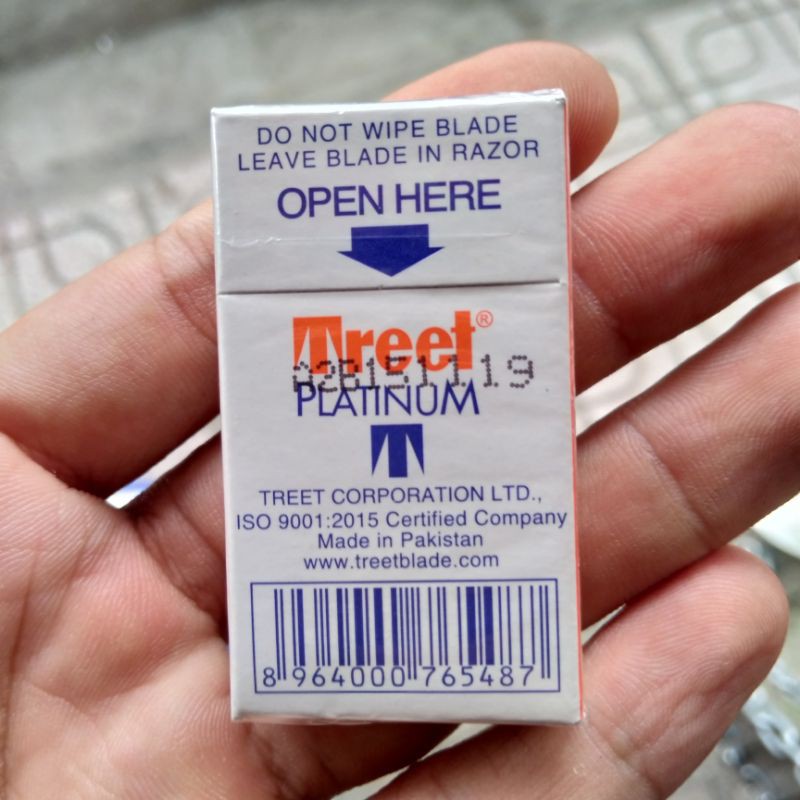 DO NOT WIPE BLADE
LEAVE BLADE IN RAZOR
OPEN HERE
Treet®
A2B151119
PLATINUM
TREET CORPORATION LTD.,
ISO 9001:2015 Certified Company
Made in Pakistan
www.treetblade.com
8 964000 765487